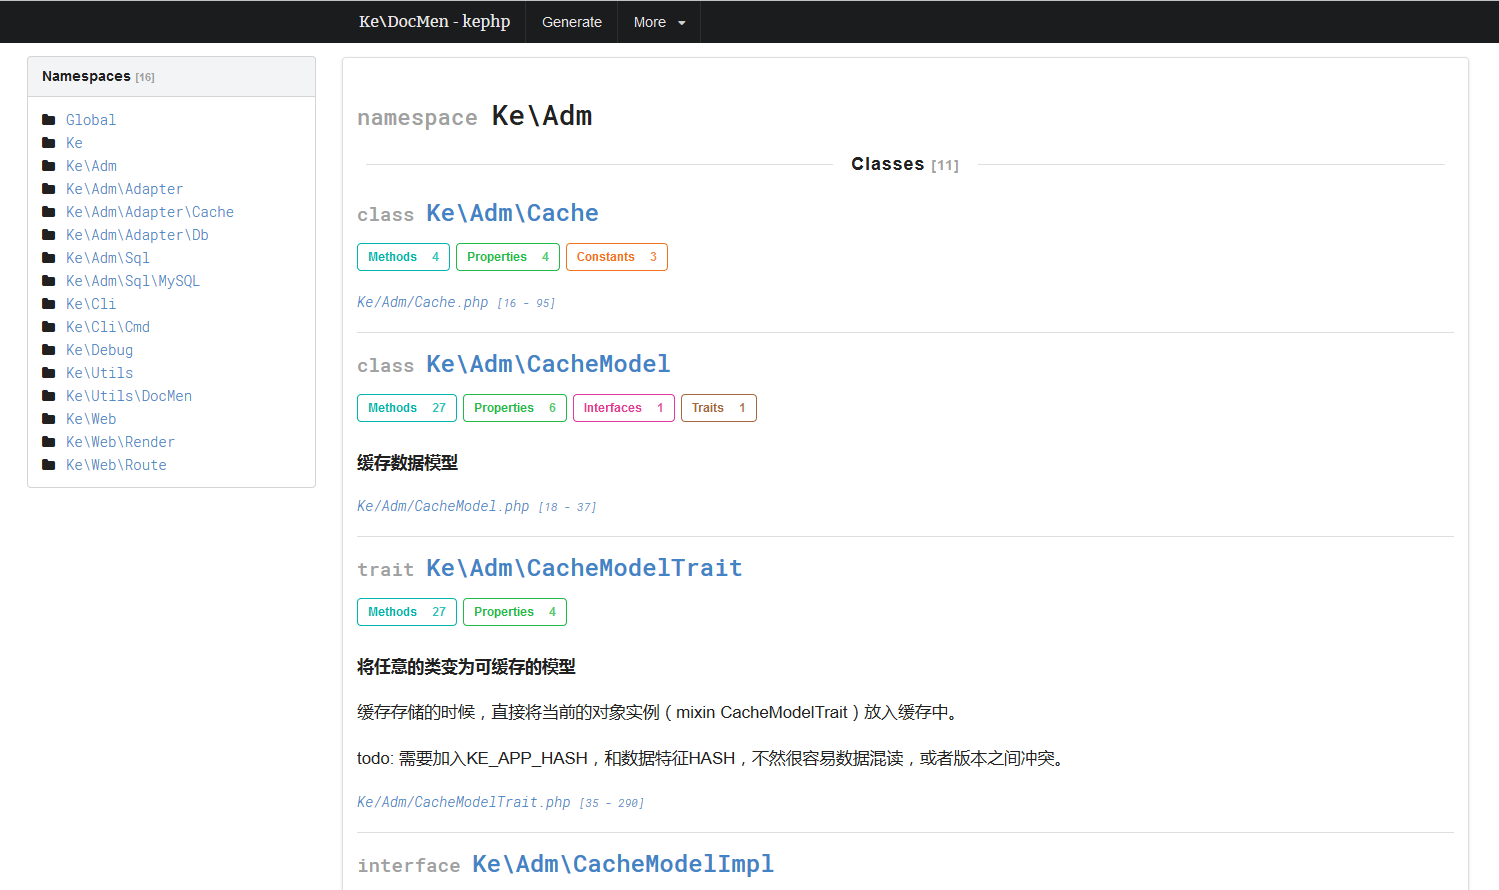 Ke\DocMen - kephp Generate More
Namespaces [16]
Global
Ke
Ke\Adm
Ke\Adm\Adapter
Ke\Adm\Adapter\Cache
Ke\Adm\Adapter\Db
Ke\Adm\Sql
Ke\Adm\Sql\MySQL
Ke\Cli
Ke\Cli\Cmd
Ke\Debug
Ke\Utils
Ke\Utils\DocMen
Ke\Web
Ke\Web\Render
Ke\Web\Route
namespace Ke\Adm
Classes [11]
class Ke\Adm\Cache
Methods 4 Properties 4 Constants 3
Ke/Adm/Cache.php [16 - 95]
class Ke\Adm\CacheModel
Methods 27 Properties 6 Interfaces 1 Traits 1
缓存数据模型
Ke/Adm/CacheModel.php [18 - 37]
trait Ke\Adm\CacheModelTrait
Methods 27 Properties 4
将任意的类变为可缓存的模型
缓存存储的时候，直接将当前的对象实例（mixin CacheModelTrait）放入缓存中。
todo: 需要加入KE_APP_HASH，和数据特征HASH，不然很容易数据混读，或者版本之间冲突。
Ke/Adm/CacheModelTrait.php [35 - 290]
interface Ke\Adm\CacheModelImpl